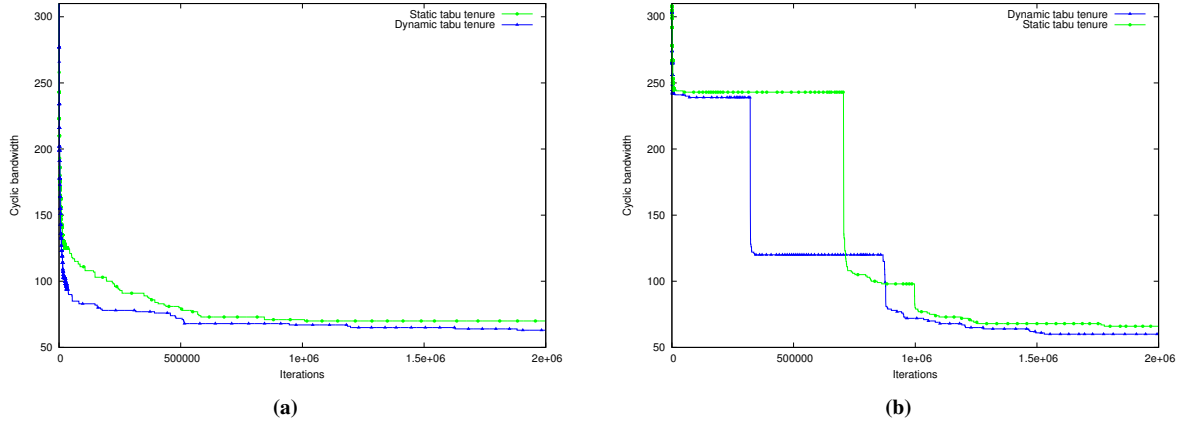 300
250
200
150
100
50
Cyclic bandwidth
Static tabu tenure
Dynamic tabu tenure
0
500000
1e+06
1.5e+06
2e+06
Iterations
(a)
300
250
200
150
100
50
Cyclic bandwidth
Dynamic tabu tenure
Static tabu tenure
0
500000
1e+06
1.5e+06
2e+06
Iterations
(b)